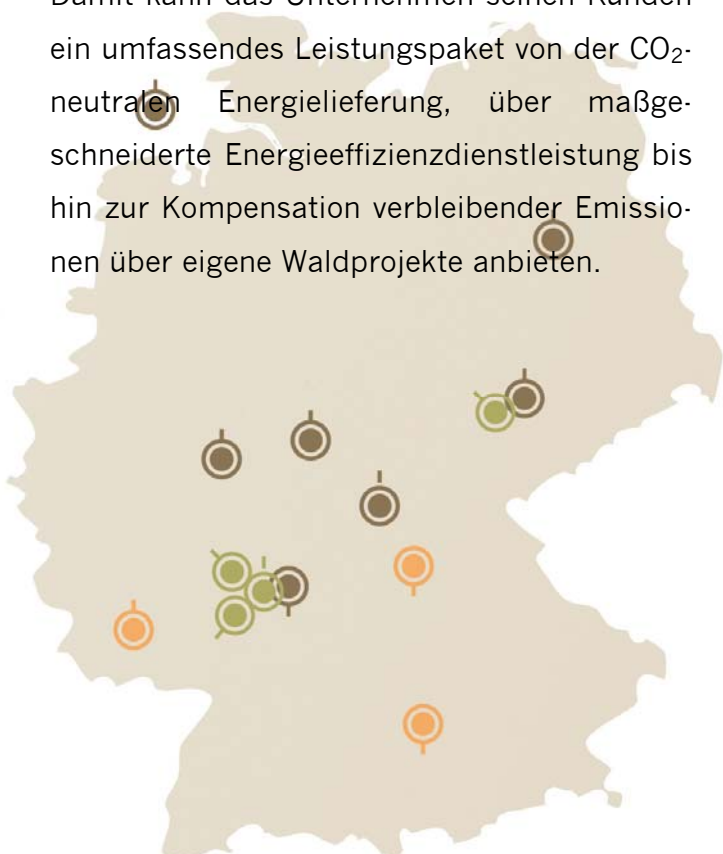 Damit kann das Unternehmen seinen Kunden
ein umfassendes Leistungspaket von der CO₂-
neutralen Energielieferung, über maßge-
schneiderte Energieeffizienzdienstleistung bis
hin zur Kompensation verbleibender Emissio-
nen über eigene Waldprojekte anbieten.